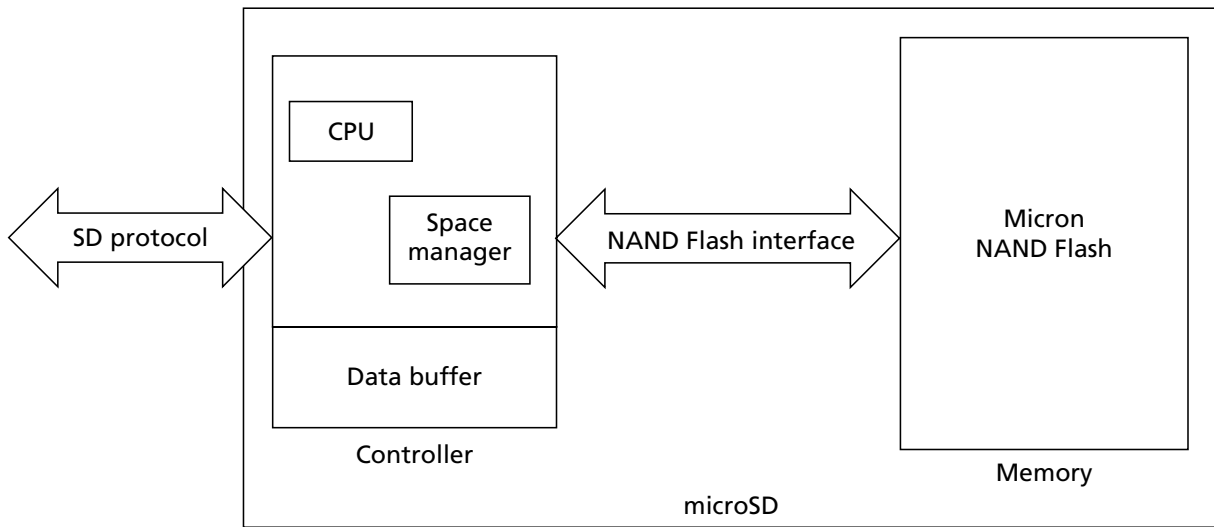 CPU
Space
manager
SD protocol
NAND Flash interface
Micron
NAND Flash
Data buffer
Controller
Memory
microSD